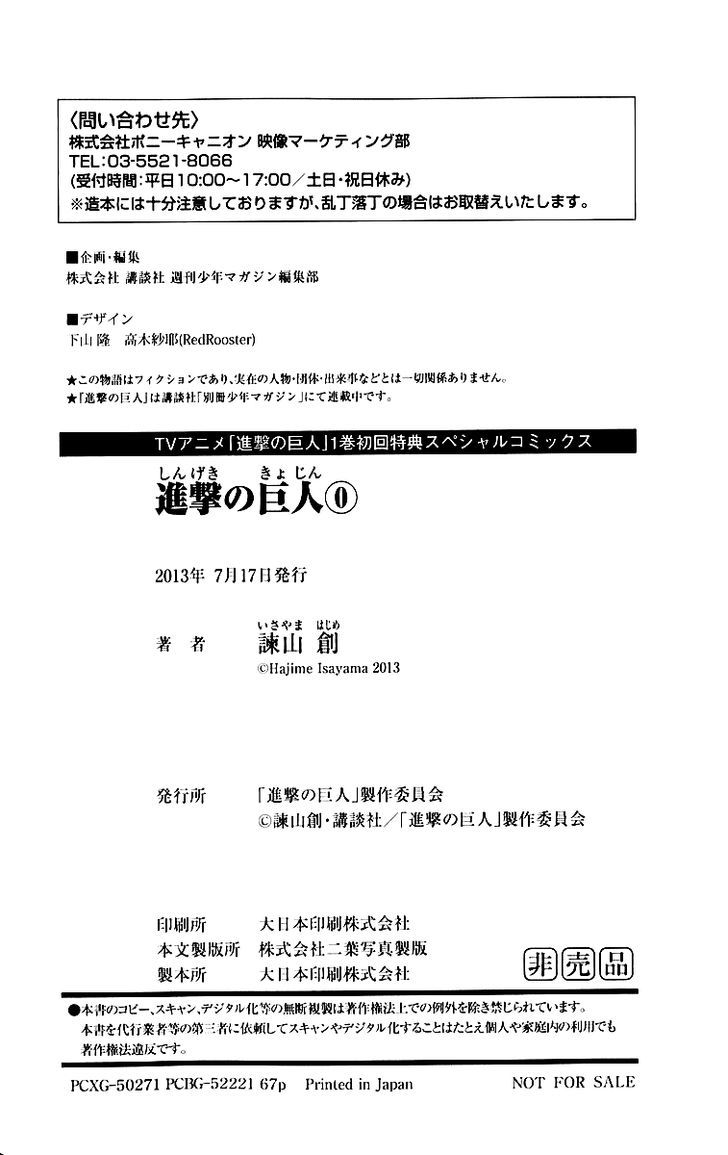 〈問い合わせ先〉
株式会社ポニーキャニオン 映像マーケティング部
TEL:03-5521-8066
(受付時間:平日10:00～17:00／土日・祝日休み)
※造本には十分注意しておりますが、乱丁落丁の場合はお取替えいたします。
■企画・編集
株式会社 講談社 週刊少年マガジン編集部
■デザイン
下山 隆　高木紗耶(RedRooster)
★この物語はフィクションであり、実在の人物・団体・出来事などとは一切関係ありません。
★「進撃の巨人」は講談社「別冊少年マガジン」にて連載中です。
TVアニメ「進撃の巨人」1巻初回特典スペシャルコミックス
しんげき　きょじん
進撃の巨人⓪
2013年 7月17日発行
いさやま　はじめ
著　者　諫山 創
©Hajime Isayama 2013
発行所　「進撃の巨人」製作委員会
©諫山創・講談社／「進撃の巨人」製作委員会
印刷所　大日本印刷株式会社
本文製版所　株式会社二葉写真製版
製本所　大日本印刷株式会社
非売品
●本書のコピー、スキャン、デジタル化等の無断複製は著作権法上での例外を除き禁じられています。
本書を代行業者等の第三者に依頼してスキャンやデジタル化することはたとえ個人や家庭内の利用でも
著作権法違反です。
PCXG-50271 PCBG-52221 67p　Printed in Japan　NOT FOR SALE